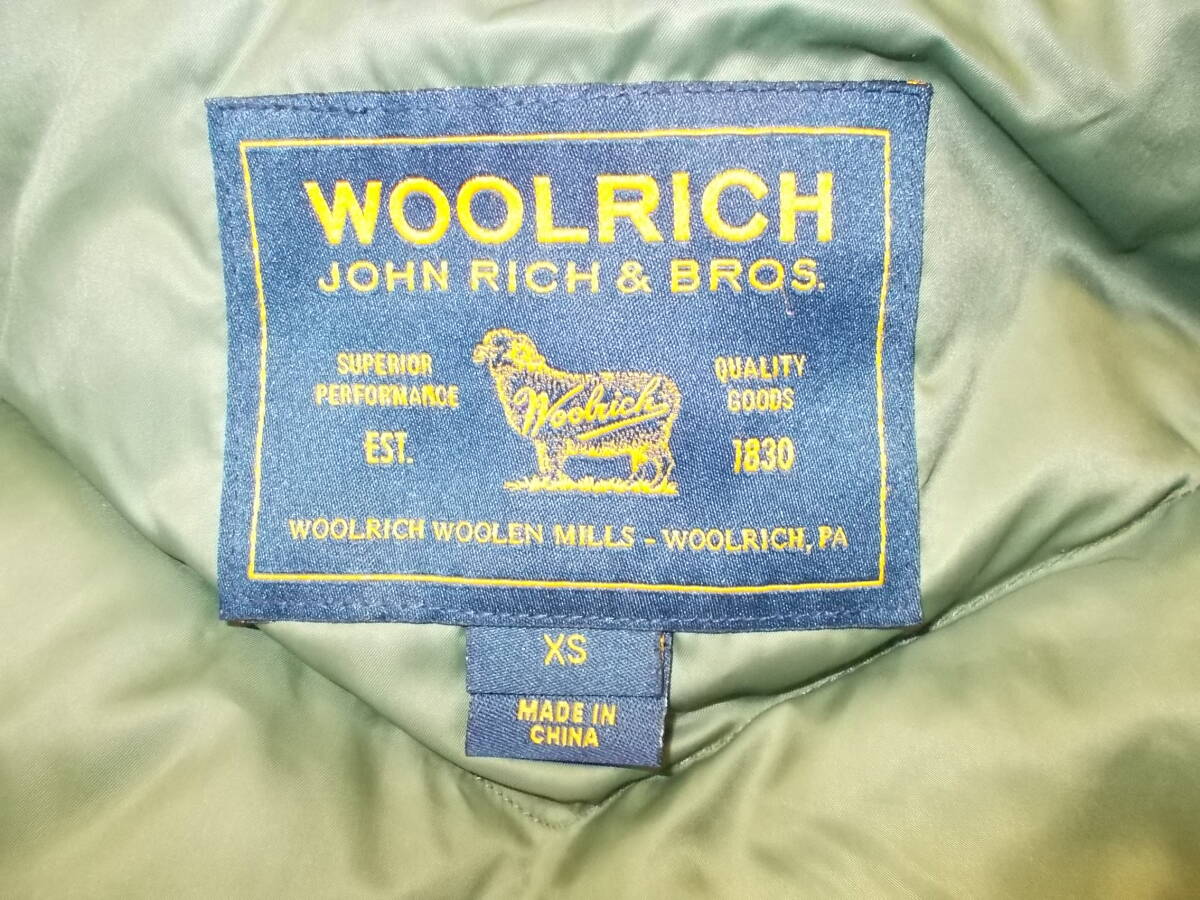 WOOLRICH
JOHN RICH & BROS.
SUPERIOR
PERFORMANCE
EST.
Woolrich
QUALITY
GOODS
1830
WOOLRICH WOOLEN MILLS - WOOLRICH, PA
XS
MADE IN
CHINA